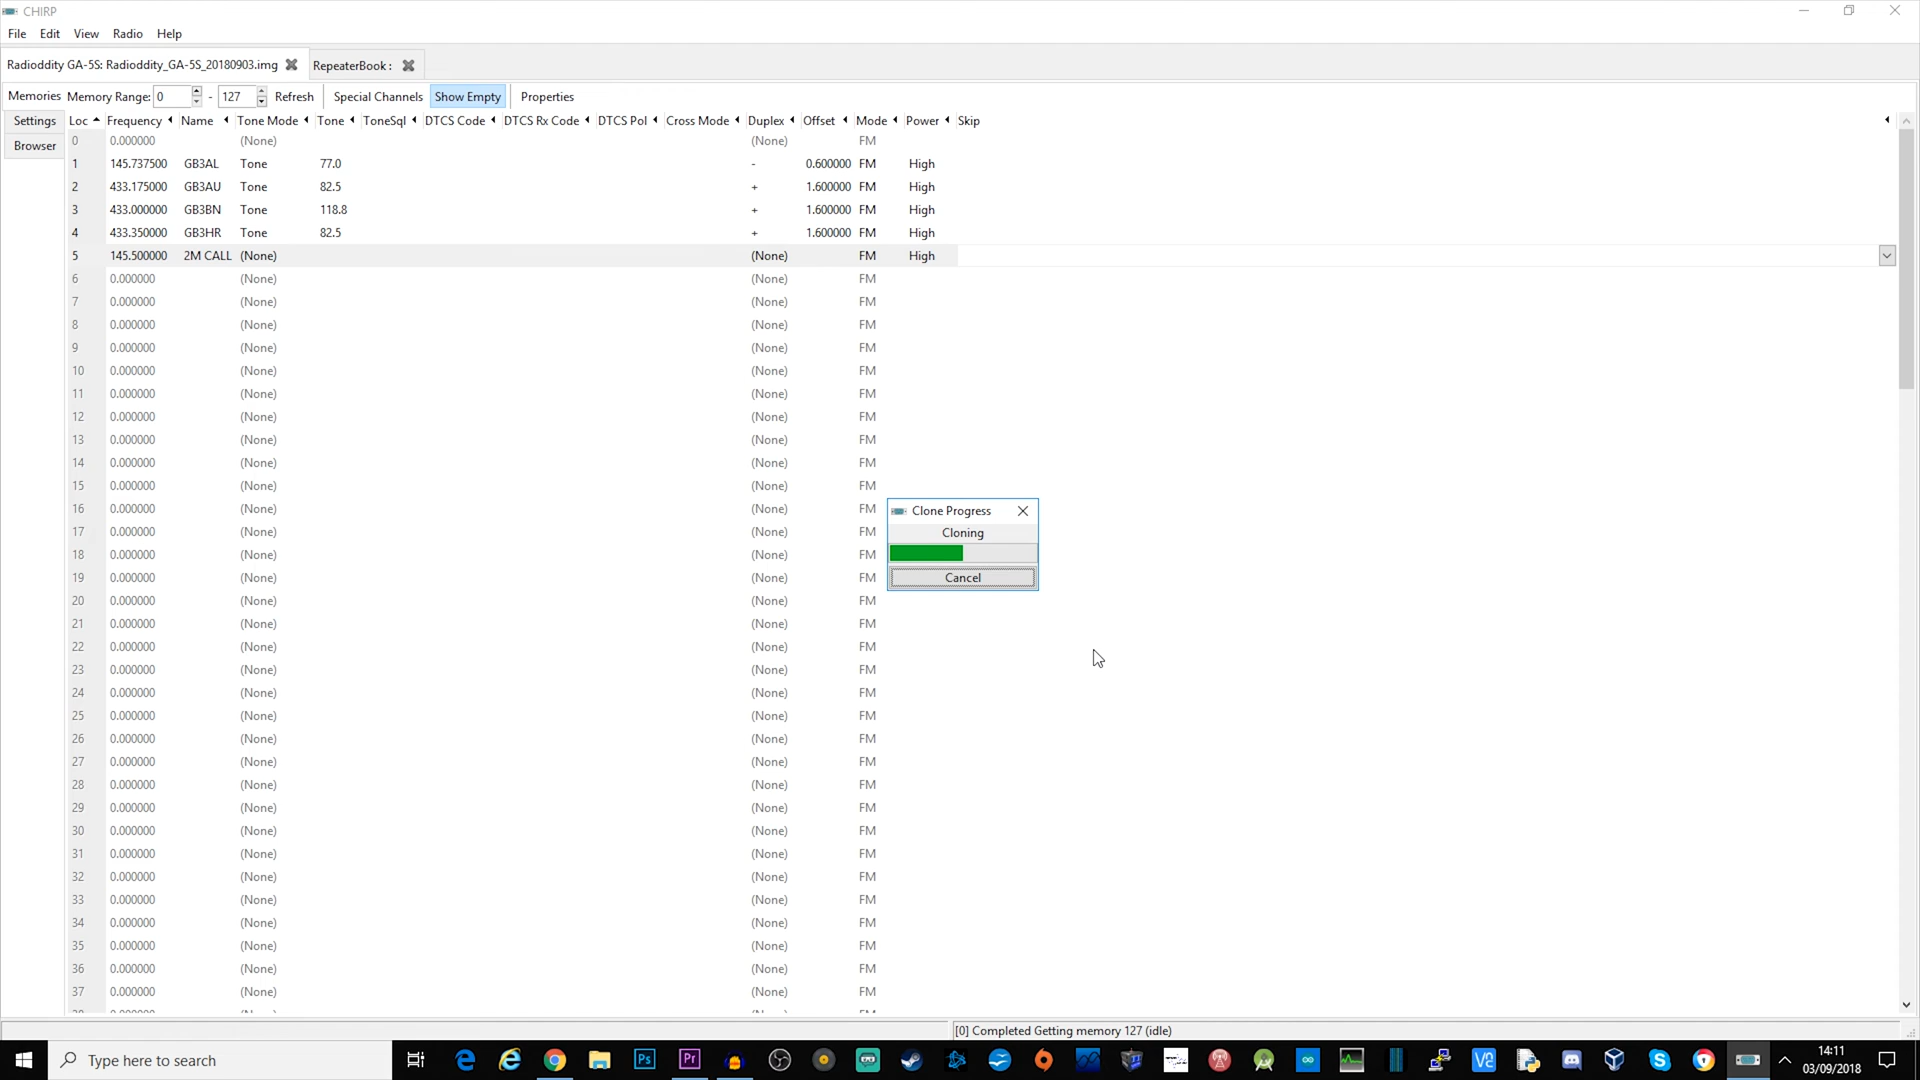 CHIRP
File Edit View Radio Help
Radioddity GA-5S: Radioddity_GA-5S_20180903.img RepeaterBook :
Memories Memory Range: 0 - 127 Refresh Special Channels Show Empty Properties
Settings
Browser
Loc Frequency Name Tone Mode Tone ToneSql DTCS Code DTCS Rx Code DTCS Pol Cross Mode Duplex Offset Mode Power Skip
0 0.000000 (None) (None) FM
1 145.737500 GB3AL Tone 77.0 - 0.600000 FM High
2 433.175000 GB3AU Tone 82.5 + 1.600000 FM High
3 433.000000 GB3BN Tone 118.8 + 1.600000 FM High
4 433.350000 GB3HR Tone 82.5 + 1.600000 FM High
5 145.500000 2M CALL (None) (None) FM High
6 0.000000 (None) (None) FM
7 0.000000 (None) (None) FM
8 0.000000 (None) (None) FM
9 0.000000 (None) (None) FM
10 0.000000 (None) (None) FM
11 0.000000 (None) (None) FM
12 0.000000 (None) (None) FM
13 0.000000 (None) (None) FM
14 0.000000 (None) (None) FM
15 0.000000 (None) (None) FM
16 0.000000 (None) (None) FM
17 0.000000 (None) (None) FM
18 0.000000 (None) (None) FM
19 0.000000 (None) (None) FM
20 0.000000 (None) (None) FM
21 0.000000 (None) (None) FM
22 0.000000 (None) (None) FM
23 0.000000 (None) (None) FM
24 0.000000 (None) (None) FM
25 0.000000 (None) (None) FM
26 0.000000 (None) (None) FM
27 0.000000 (None) (None) FM
28 0.000000 (None) (None) FM
29 0.000000 (None) (None) FM
30 0.000000 (None) (None) FM
31 0.000000 (None) (None) FM
32 0.000000 (None) (None) FM
33 0.000000 (None) (None) FM
34 0.000000 (None) (None) FM
35 0.000000 (None) (None) FM
36 0.000000 (None) (None) FM
37 0.000000 (None) (None) FM
Clone Progress
Cloning
Cancel
[0] Completed Getting memory 127 (idle)
Type here to search
Ps
Pr
14:11
03/09/2018